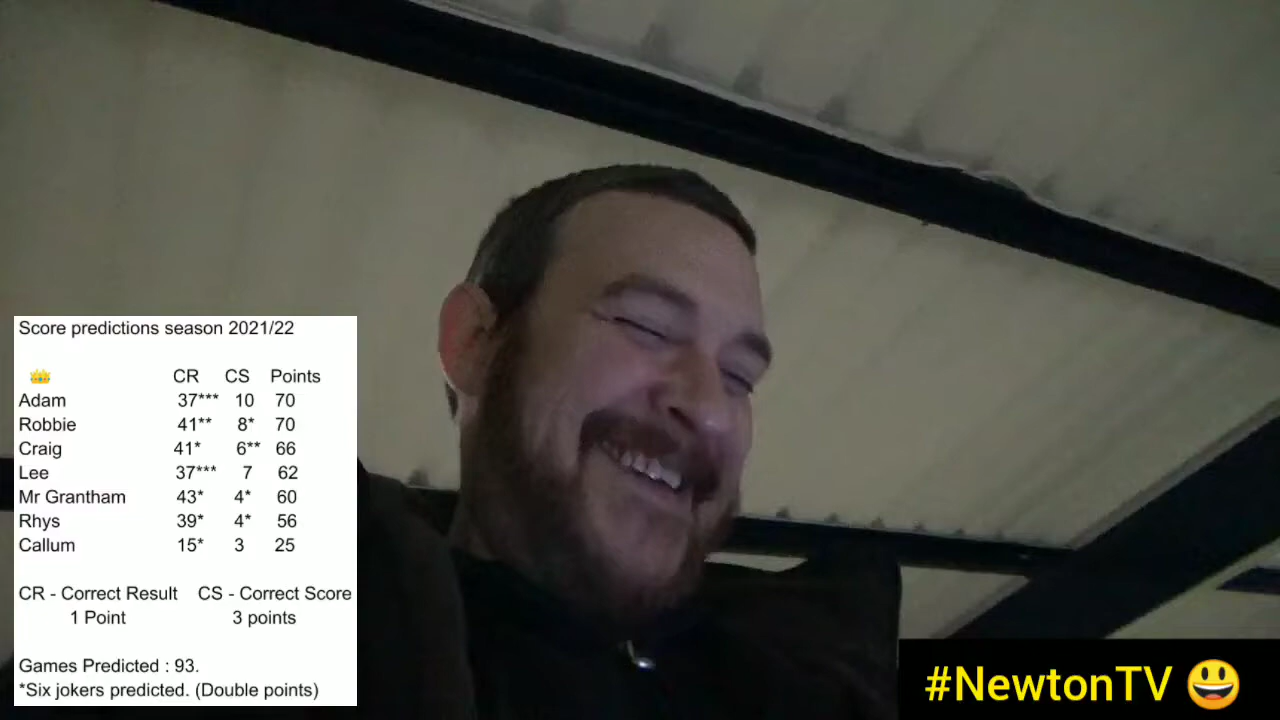 Score predictions season 2021/22
CR CS Points
Adam 37*** 10 70
Robbie 41** 8* 70
Craig 41* 6** 66
Lee 37*** 7 62
Mr Grantham 43* 4* 60
Rhys 39* 4* 56
Callum 15* 3 25
CR - Correct Result CS - Correct Score
1 Point 3 points
Games Predicted : 93.
*Six jokers predicted. (Double points)
#NewtonTV 😃